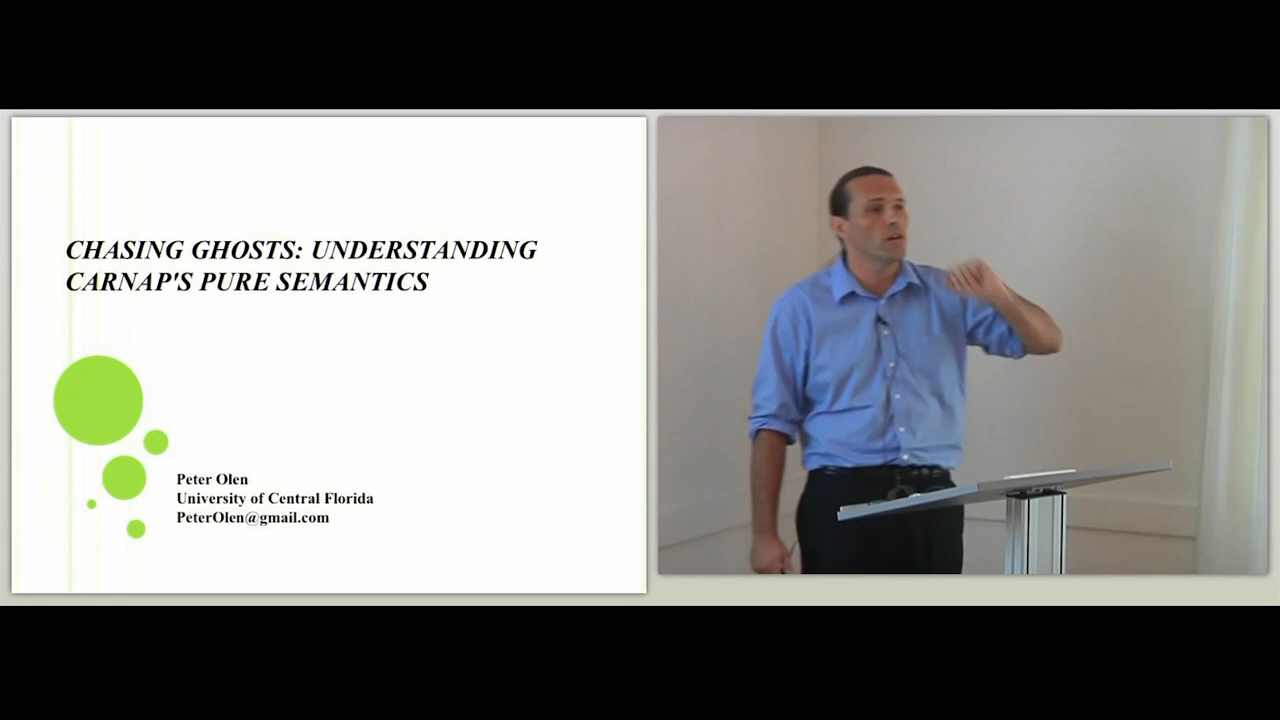 CHASING GHOSTS: UNDERSTANDING
CARNAP'S PURE SEMANTICS
Peter Olen
University of Central Florida
PeterOlen@gmail.com